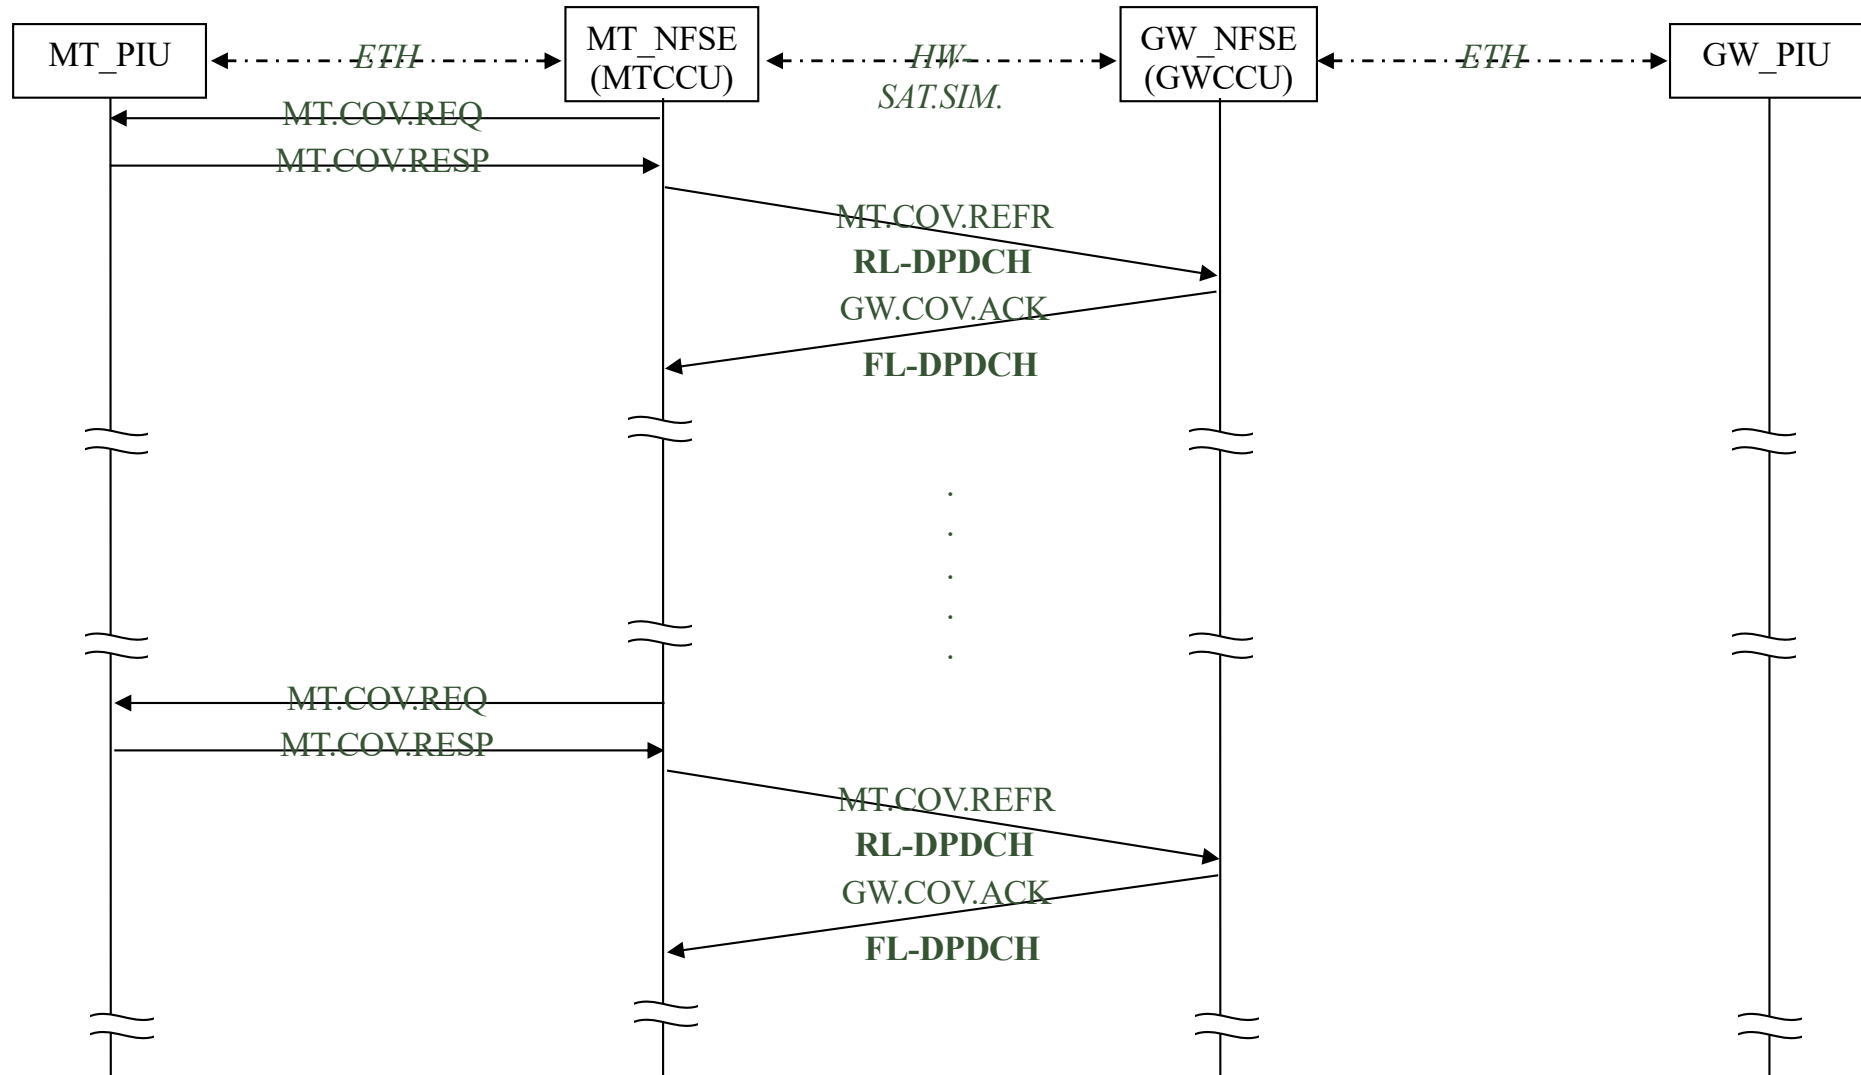 MT_PIU
ETH
MT_NFSE
(MTCCU)
HW-
SAT.SIM.
GW_NFSE
(GWCCU)
ETH
GW_PIU
MT.COV.REQ
MT.COV.RESP
MT.COV.REFR
RL-DPDCH
GW.COV.ACK
FL-DPDCH
.
.
.
.
.
MT.COV.REQ
MT.COV.RESP
MT.COV.REFR
RL-DPDCH
GW.COV.ACK
FL-DPDCH